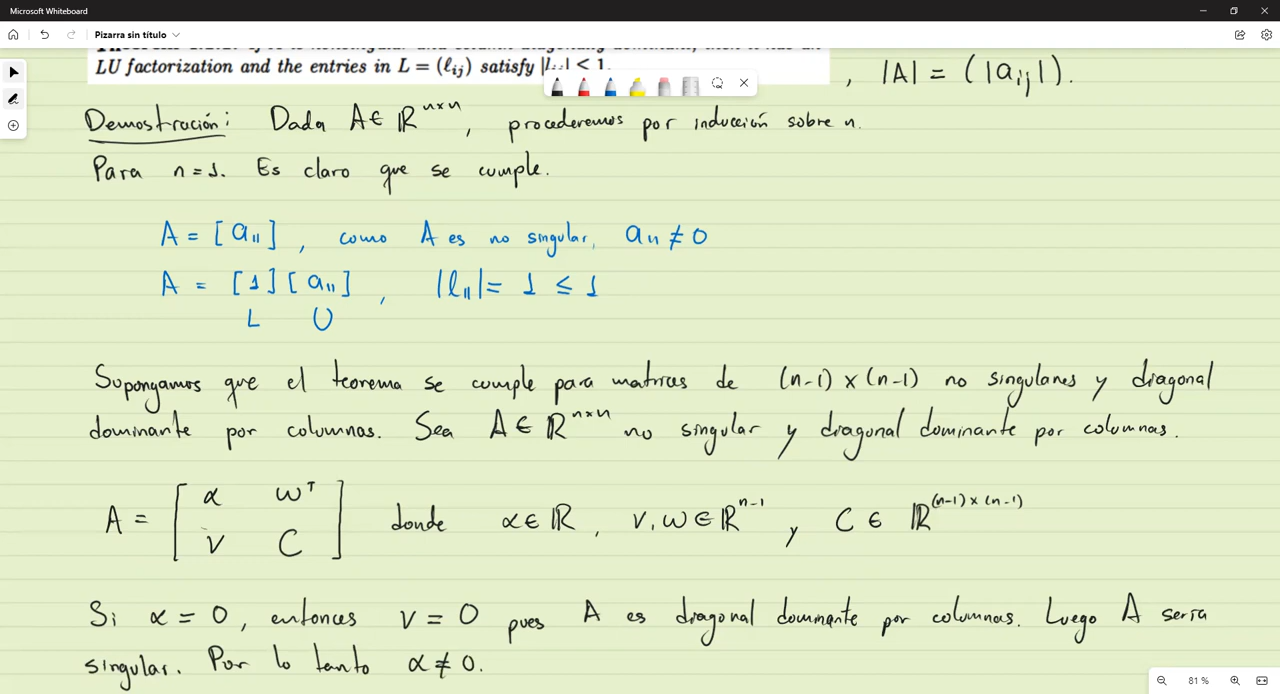 Microsoft Whiteboard
Pizarra sin título
LU factorization and the entries in L = (ℓij) satisfy |ℓij| < 1
, |A| = (|aij|).
Demostración: Dada A ∈ ℝ^{n×n}, procederemos por inducción sobre n.
Para n = 1. Es claro que se cumple.
A = [a11], como A es no singular, a11 ≠ 0
A = [1][a11], |l11| = 1 ≤ 1
L U
Supongamos que el teorema se cumple para matrices de (n-1) × (n-1) no singulares y diagonal
dominante por columnas. Sea A ∈ ℝ^{n×n} no singular y diagonal dominante por columnas.
A = [α w^T
v C] donde α ∈ ℝ, v, w ∈ ℝ^{n-1} y C ∈ ℝ^{(n-1)×(n-1)}
Si α = 0, entonces v = 0 pues A es diagonal dominante por columnas. Luego A sería
singular. Por lo tanto α ≠ 0.
81 %